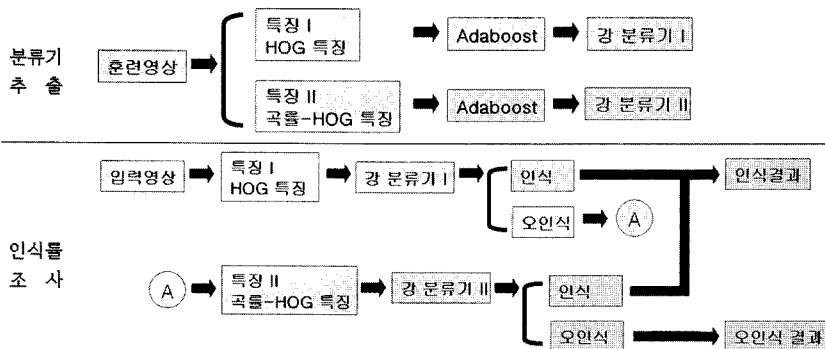 분류기
추 출
훈련영상
특징 I
HOG 특징
Adaboost
강 분류기 I
특징 II
곡률-HOG 특징
Adaboost
강 분류기 II
인식률
조 사
입력영상
특징 I
HOG 특징
강 분류기 I
인식
인식결과
오인식
A
A
특징 II
곡률-HOG 특징
강 분류기 II
인식
오인식
오인식 결과